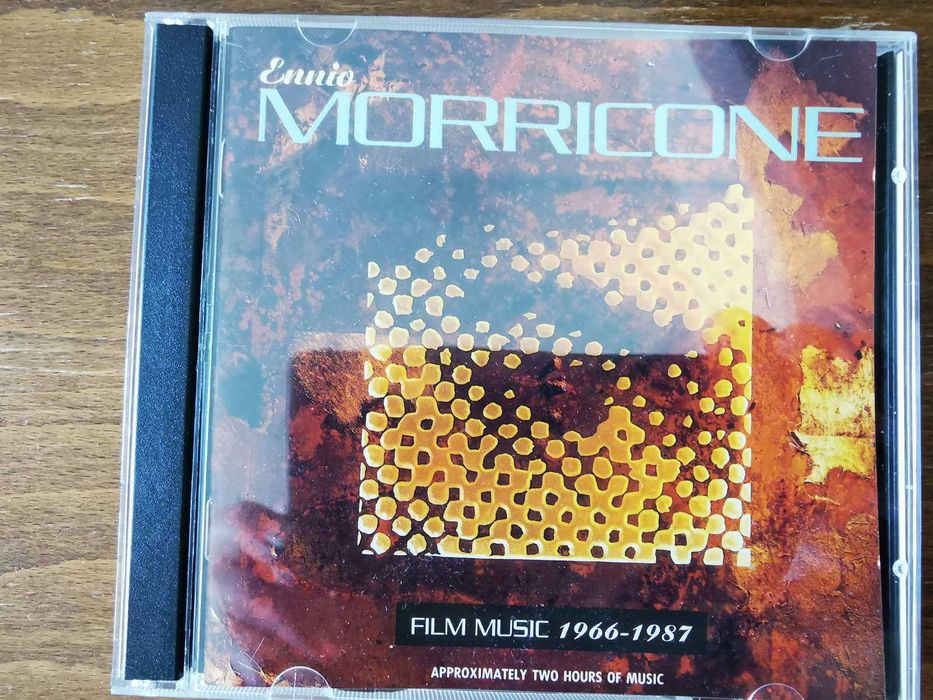 Ennio
MORRICONE
FILM MUSIC 1966-1987
APPROXIMATELY TWO HOURS OF MUSIC